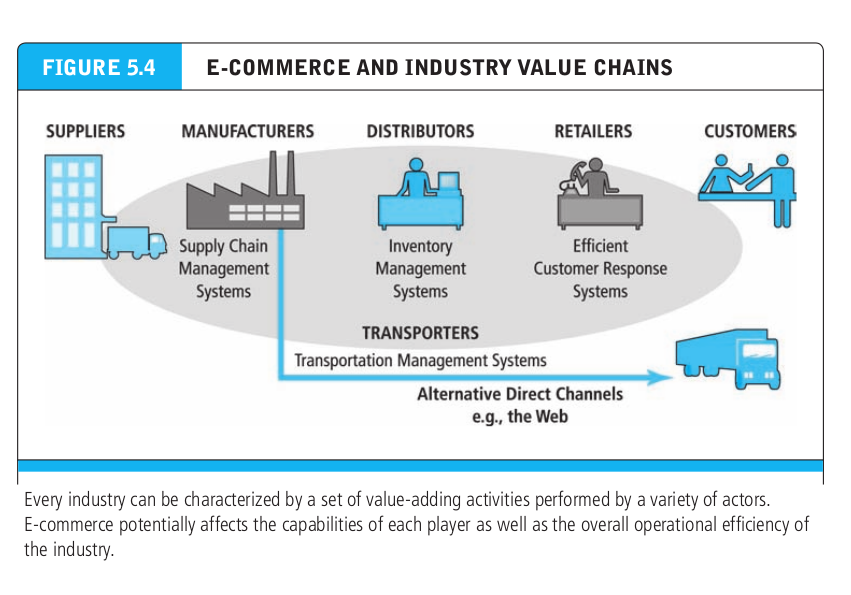 FIGURE 5.4 E-COMMERCE AND INDUSTRY VALUE CHAINS
SUPPLIERS MANUFACTURERS DISTRIBUTORS RETAILERS CUSTOMERS
Supply Chain
Management
Systems
Inventory
Management
Systems
Efficient
Customer Response
Systems
TRANSPORTERS
Transportation Management Systems
Alternative Direct Channels
e.g., the Web
Every industry can be characterized by a set of value-adding activities performed by a variety of actors.
E-commerce potentially affects the capabilities of each player as well as the overall operational efficiency of
the industry.